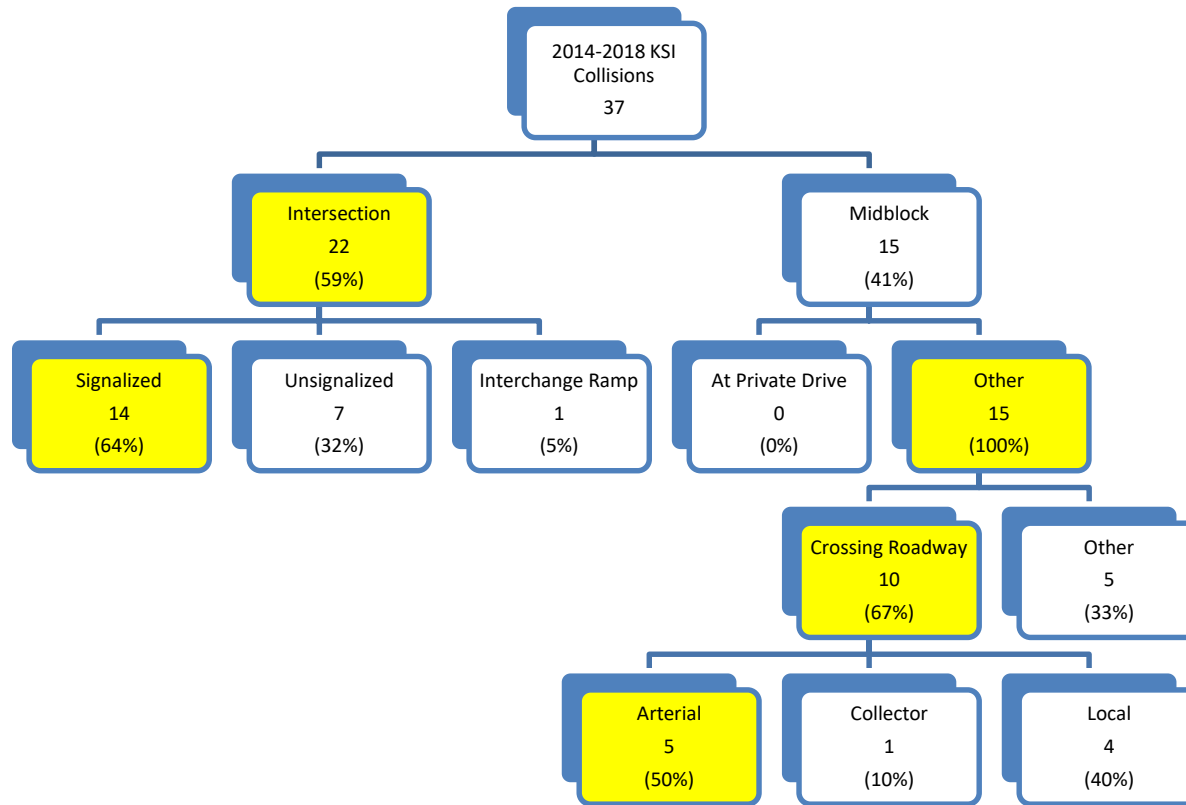 2014-2018 KSI
Collisions
37
Intersection
22
(59%)
Midblock
15
(41%)
Signalized
14
(64%)
Unsignalized
7
(32%)
Interchange Ramp
1
(5%)
At Private Drive
0
(0%)
Other
15
(100%)
Crossing Roadway
10
(67%)
Other
5
(33%)
Arterial
5
(50%)
Collector
1
(10%)
Local
4
(40%)